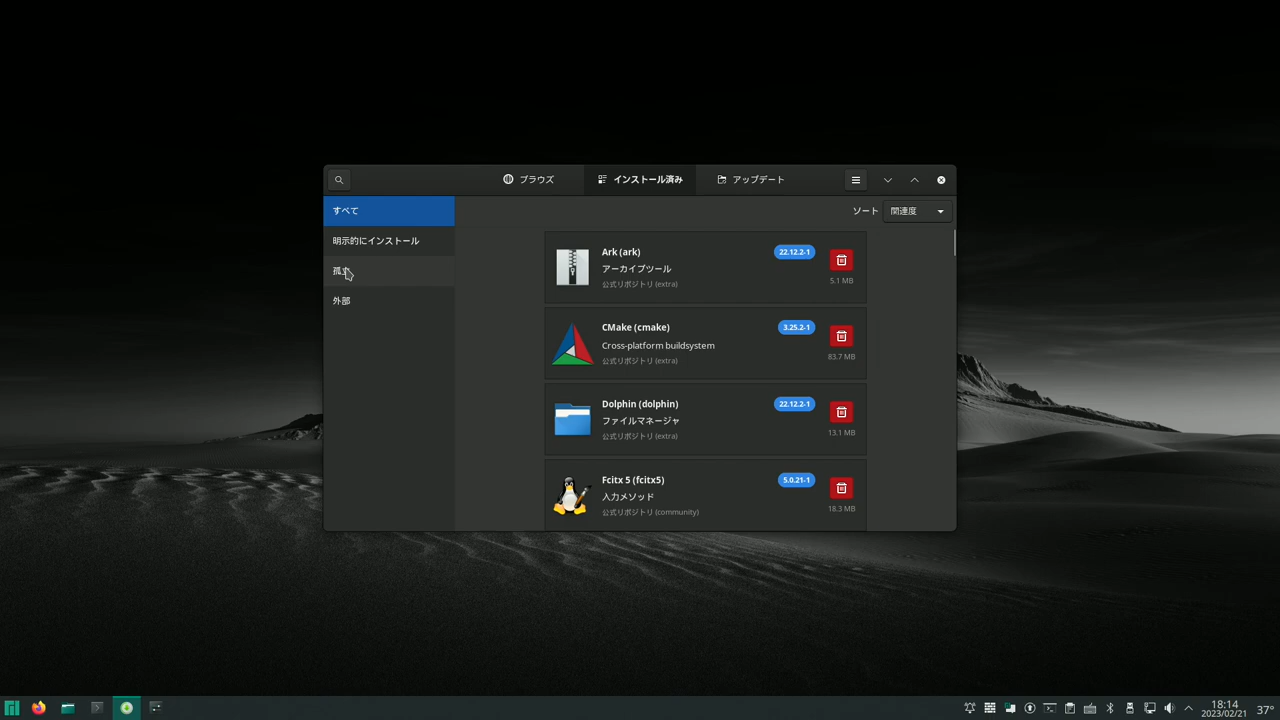 ブラウズ
インストール済み
アップデート
すべて
明示的にインストール
外部
ソート
関連度
Ark (ark)
22.12.2-1
アーカイブツール
公式リポジトリ (extra)
5.1 MB
CMake (cmake)
3.25.2-1
Cross-platform buildsystem
公式リポジトリ (extra)
83.7 MB
Dolphin (dolphin)
22.12.2-1
ファイルマネージャ
公式リポジトリ (extra)
13.1 MB
Fcitx 5 (fcitx5)
5.0.21-1
入力メソッド
公式リポジトリ (community)
18.3 MB
18:14
2023/02/21
37°